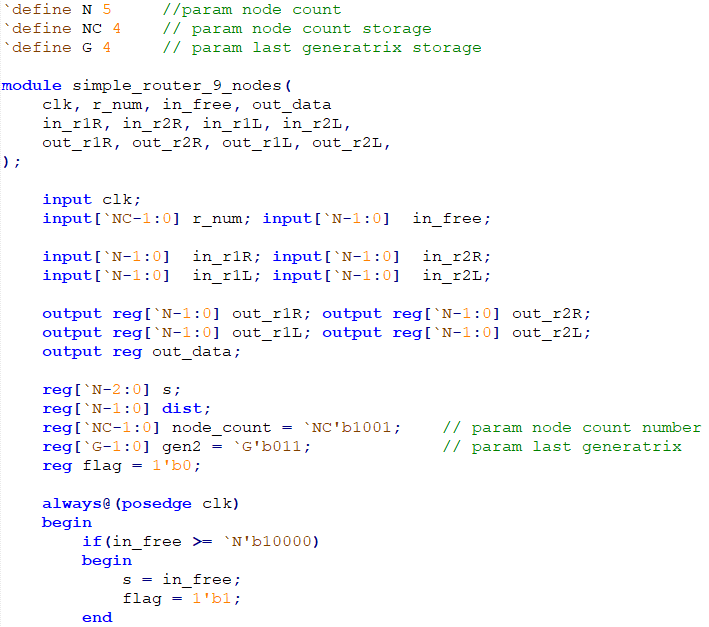 `define N 5     //param node count
`define NC 4    // param node count storage
`define G 4     // param last generatrix storage
module simple_router_9_nodes(
    clk, r_num, in_free, out_data
    in_r1R, in_r2R, in_r1L, in_r2L,
    out_r1R, out_r2R, out_r1L, out_r2L,
);
    input clk;
    input[`NC-1:0] r_num; input[`N-1:0]  in_free;
    input[`N-1:0]  in_r1R; input[`N-1:0]  in_r2R;
    input[`N-1:0]  in_r1L; input[`N-1:0]  in_r2L;
    output reg[`N-1:0] out_r1R; output reg[`N-1:0] out_r2R;
    output reg[`N-1:0] out_r1L; output reg[`N-1:0] out_r2L;
    output reg out_data;
    reg[`N-2:0] s;
    reg[`N-1:0] dist;
    reg[`NC-1:0] node_count = `NC'b1001;    // param node count number
    reg[`G-1:0] gen2 = `G'b011;             // param last generatrix
    reg flag = 1'b0;
    always@(posedge clk)
    begin
        if(in_free >= `N'b10000)
        begin
            s = in_free;
            flag = 1'b1;
        end